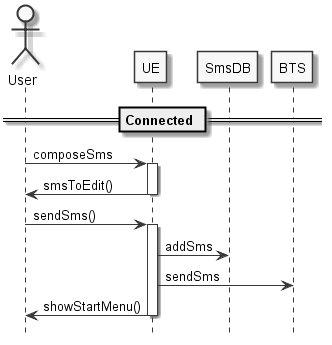 User
UE
SmsDB
BTS
Connected
composeSms
smsToEdit()
sendSms()
addSms
sendSms
showStartMenu()